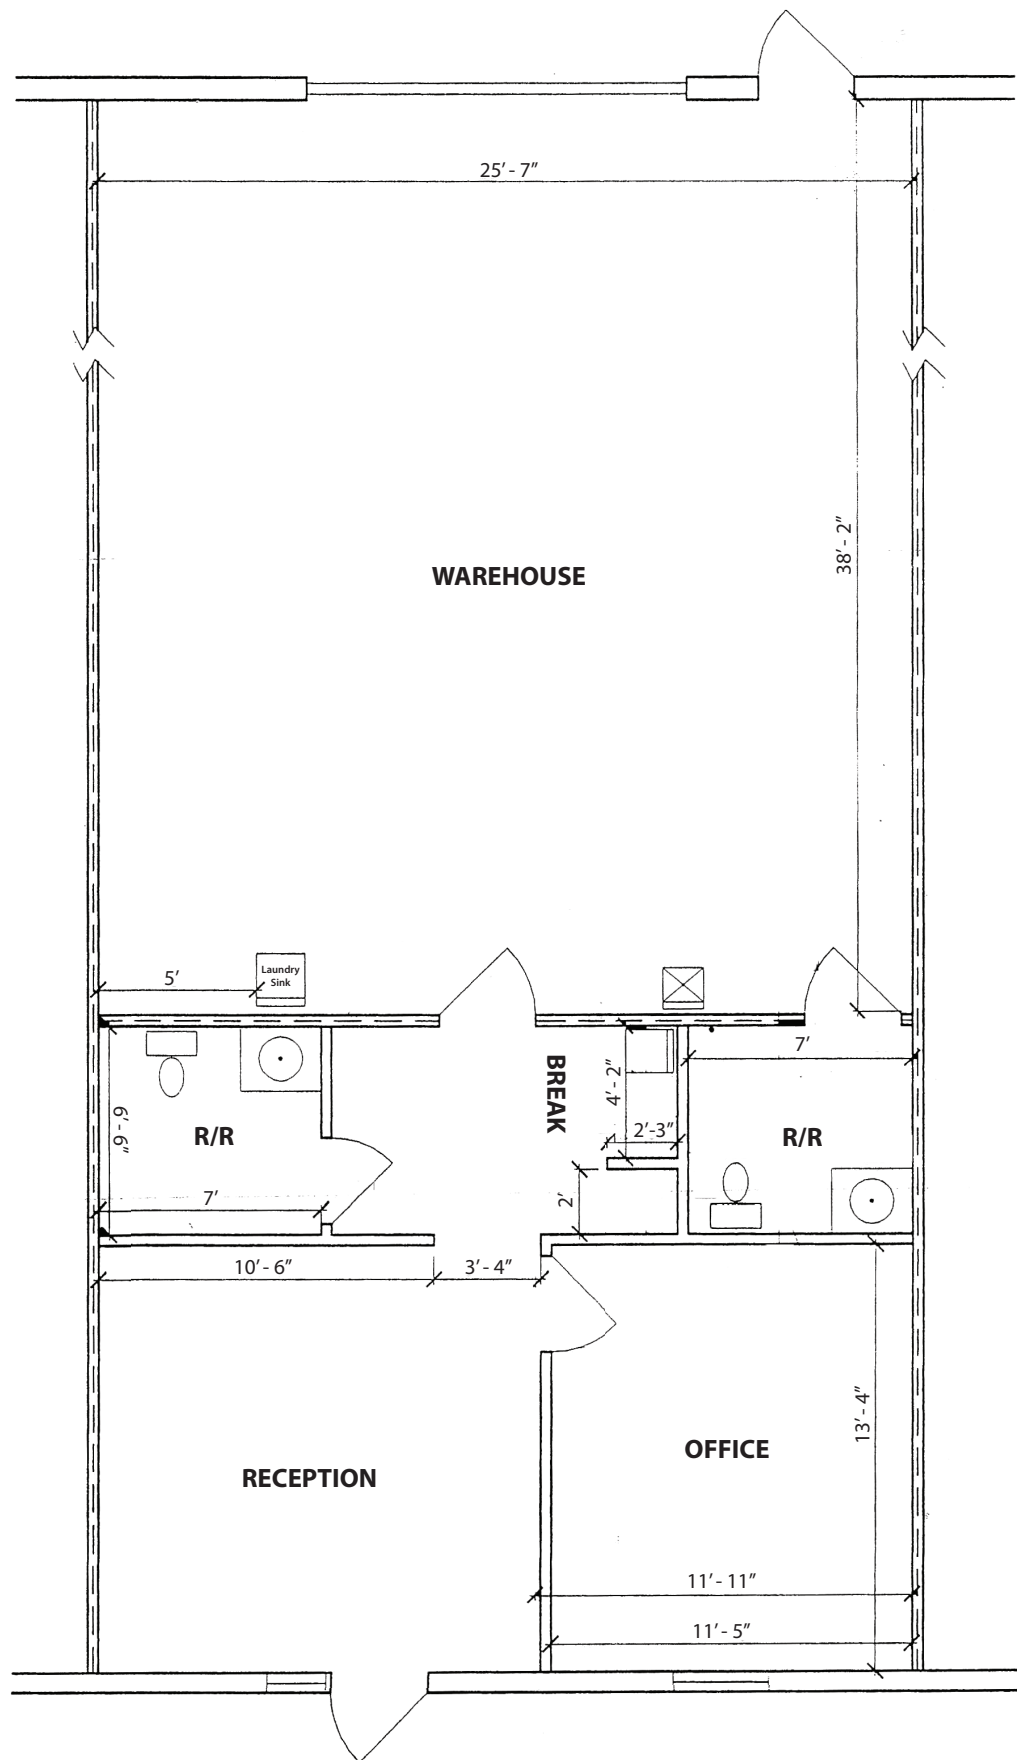 25' - 7"
38' - 2"
WAREHOUSE
5'
Laundry
Sink
7'
BREAK
4' - 2"
6' - 6"
R/R
2'-3"
R/R
7'
2'
10' - 6"
3' - 4"
13' - 4"
OFFICE
RECEPTION
11' - 11"
11' - 5"